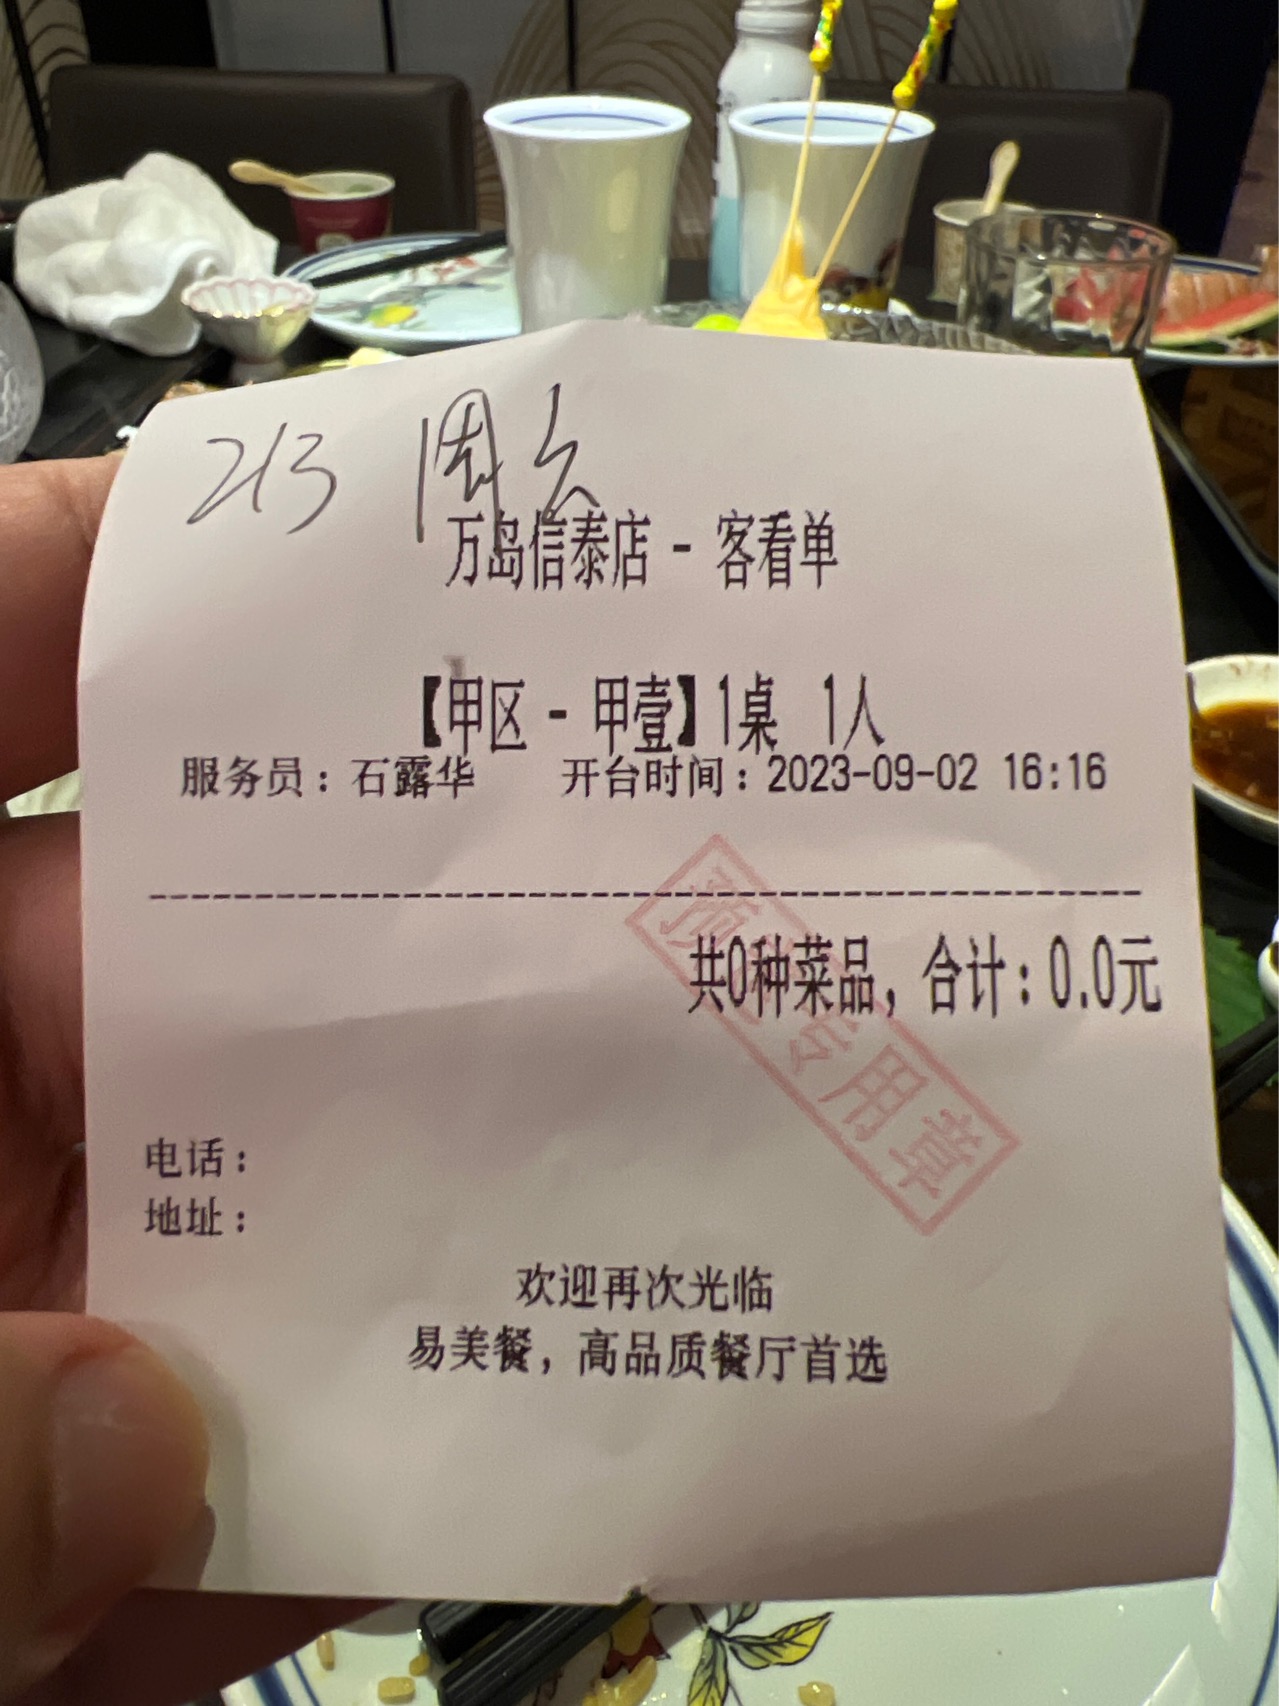 213 周
万岛信泰店 - 客看单
【甲区 - 甲壹】1桌 1人
服务员：石露华 开台时间：2023-09-02 16:16
共0种菜品，合计：0.0元
专用章
电话：
地址：
欢迎再次光临
易美餐，高品质餐厅首选